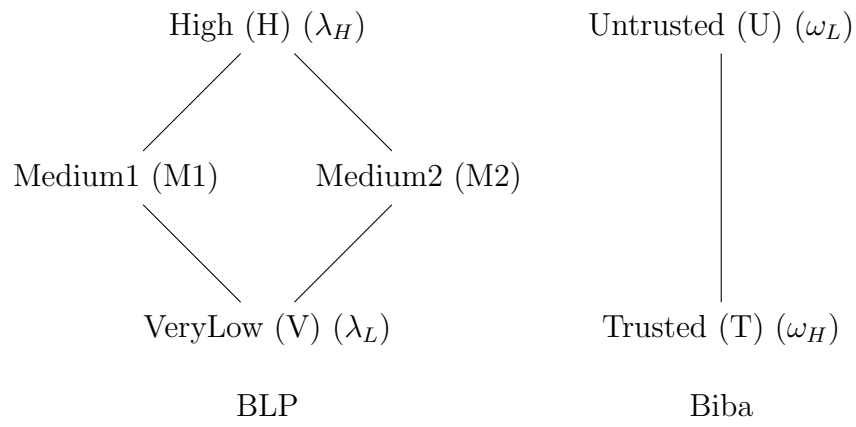 High (H) (λ_H) Untrusted (U) (ω_L)
Medium1 (M1) Medium2 (M2)
VeryLow (V) (λ_L) Trusted (T) (ω_H)
BLP Biba